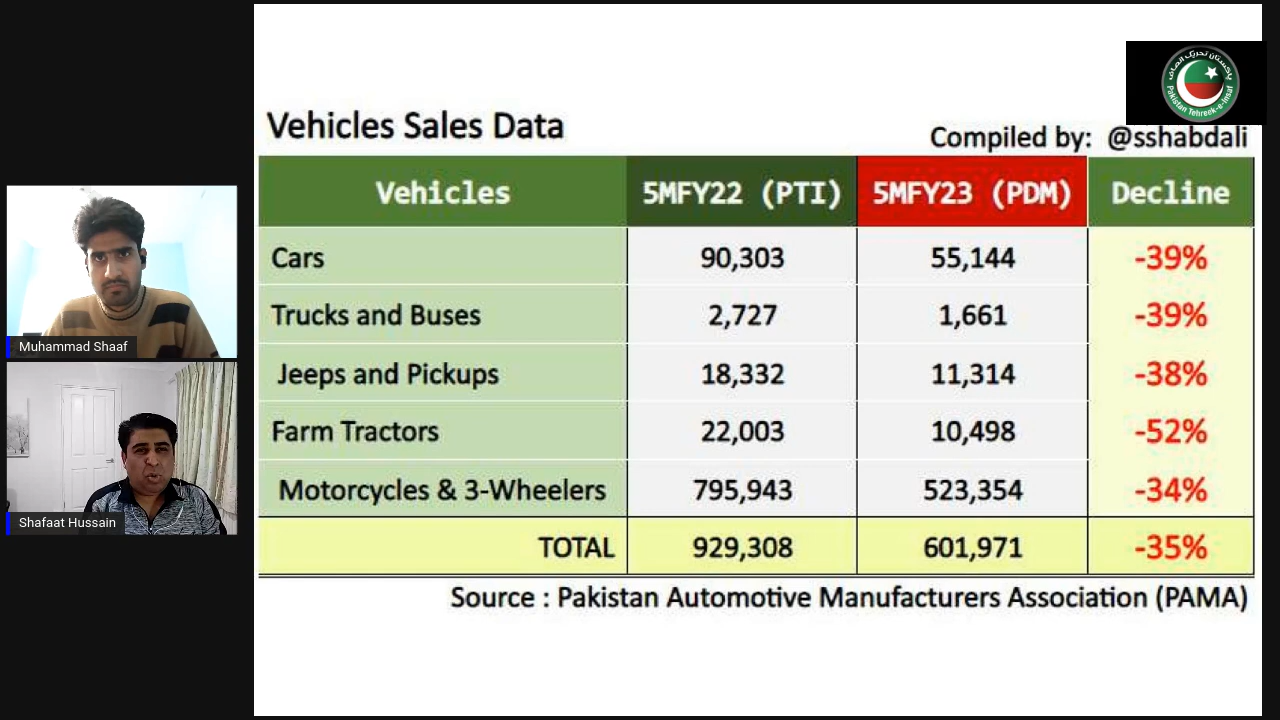 پاکستان تحریک انصاف
Pakistan Tehreek-e-Insaf
Vehicles Sales Data
Compiled by: @sshabdali
Vehicles 5MFY22 (PTI) 5MFY23 (PDM) Decline
Cars 90,303 55,144 -39%
Trucks and Buses 2,727 1,661 -39%
Jeeps and Pickups 18,332 11,314 -38%
Farm Tractors 22,003 10,498 -52%
Motorcycles & 3-Wheelers 795,943 523,354 -34%
TOTAL 929,308 601,971 -35%
Source : Pakistan Automotive Manufacturers Association (PAMA)
Muhammad Shaaf
Shafaat Hussain